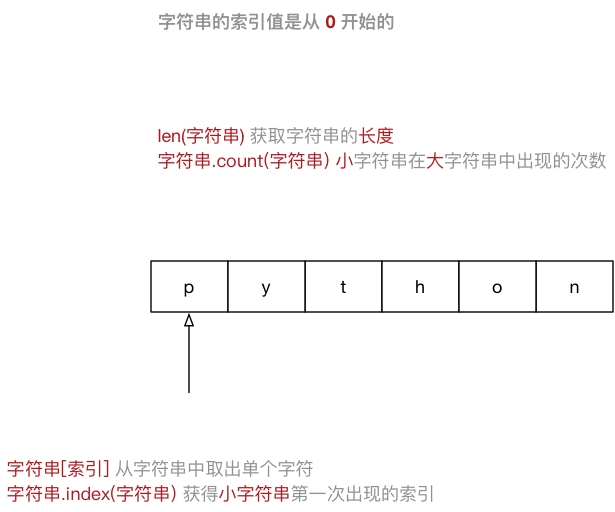 字符串的索引值是从 0 开始的
len(字符串) 获取字符串的长度
字符串.count(字符串) 小字符串在大字符串中出现的次数
p y t h o n
字符串[索引] 从字符串中取出单个字符
字符串.index(字符串) 获得小字符串第一次出现的索引